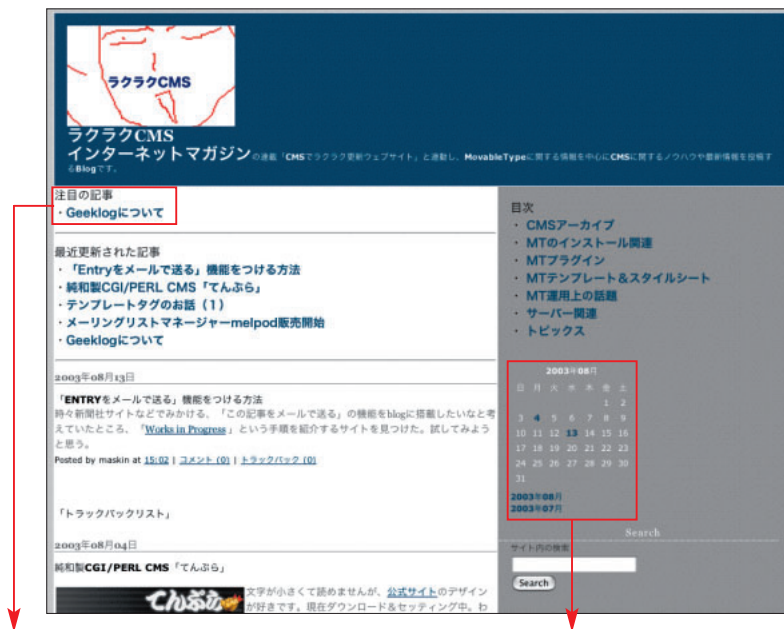 ラクラクCMS
ラクラクCMS
インターネットマガジンの連載「CMSでラクラク更新ウェブサイト」と連動し、MovableTypeに関する情報を中心にCMSに関するノウハウや最新情報を投稿す
るBlogです。
注目の記事
・Geeklogについて
最近更新された記事
・「Entryをメールで送る」機能をつける方法
・純和製CGI/PERL CMS「てんぷら」
・テンプレートタグのお話（1）
・メーリングリストマネージャーmelpod販売開始
・Geeklogについて
2003年08月13日
「ENTRYをメールで送る」機能をつける方法
時々新聞社サイトなどでみかける、「この記事をメールで送る」の機能をblogに搭載したいなと考
えていたところ、「Works in Progress」という手順を紹介するサイトを見つけた。試してみよう
と思う。
Posted by maskin at 15:02 | コメント (0) | トラックバック (0)
「トラックバックリスト」
2003年08月04日
純和製CGI/PERL CMS「てんぷら」
てんぷら
文字が小さくて読めませんが、公式サイトのデザイン
が好きです。現在ダウンロード＆セッティング中。わ
目次
・ CMSアーカイブ
・ MTのインストール関連
・ MTプラグイン
・ MTテンプレート＆スタイルシート
・ MT運用上の話題
・ サーバー関連
・ トピックス
2003年08月
日 月 火 水 木 金 土
1 2
3 4 5 6 7 8 9
10 11 12 13 14 15 16
17 18 19 20 21 22 23
24 25 26 27 28 29 30
31
2003年08月
2003年07月
Search
サイト内の検索
Search